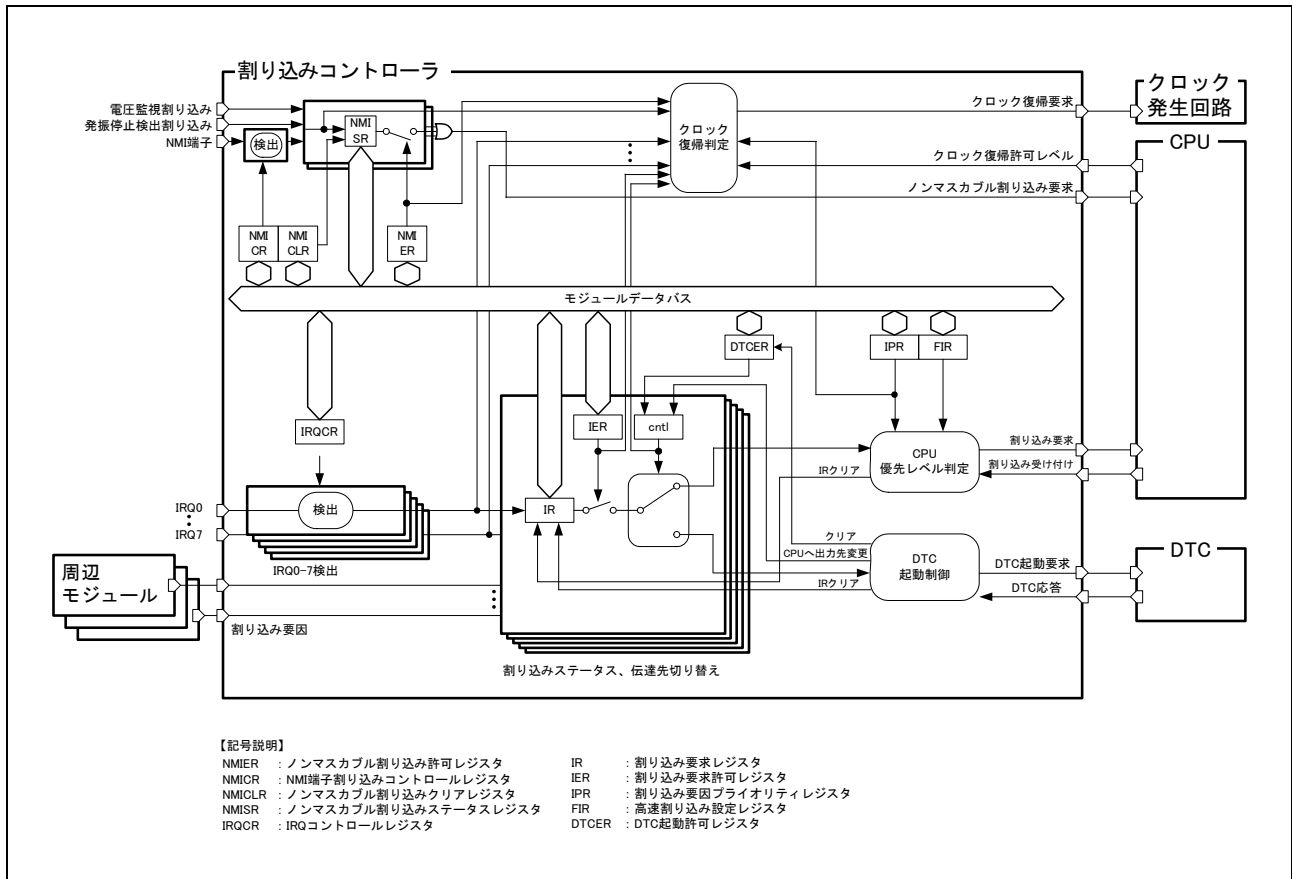 割り込みコントローラ
電圧監視割り込み
発振停止検出割り込み
NMI端子
検出
NMI
SR
NMI
CR
NMI
CLR
NMI
ER
クロック
復帰判定
クロック復帰要求
クロック復帰許可レベル
ノンマスカブル割り込み要求
クロック
発生回路
CPU
モジュールデータバス
DTCER
IPR
FIR
IRQCR
IER
cntl
IR
検出
IRQ0
IRQ7
IRQ0-7検出
CPU
優先レベル判定
割り込み要求
割り込み受け付け
IRクリア
クリア
CPUへ出力先変更
IRクリア
DTC
起動制御
DTC起動要求
DTC応答
DTC
周辺
モジュール
割り込み要因
割り込みステータス、伝達先切り替え
【記号説明】
NMIER :ノンマスカブル割り込み許可レジスタ
NMICR :NMI端子割り込みコントロールレジスタ
NMICLR :ノンマスカブル割り込みクリアレジスタ
NMISR :ノンマスカブル割り込みステータスレジスタ
IRQCR :IRQコントロールレジスタ
IR :割り込み要求レジスタ
IER :割り込み要求許可レジスタ
IPR :割り込み要因プライオリティレジスタ
FIR :高速割り込み設定レジスタ
DTCER :DTC起動許可レジスタ